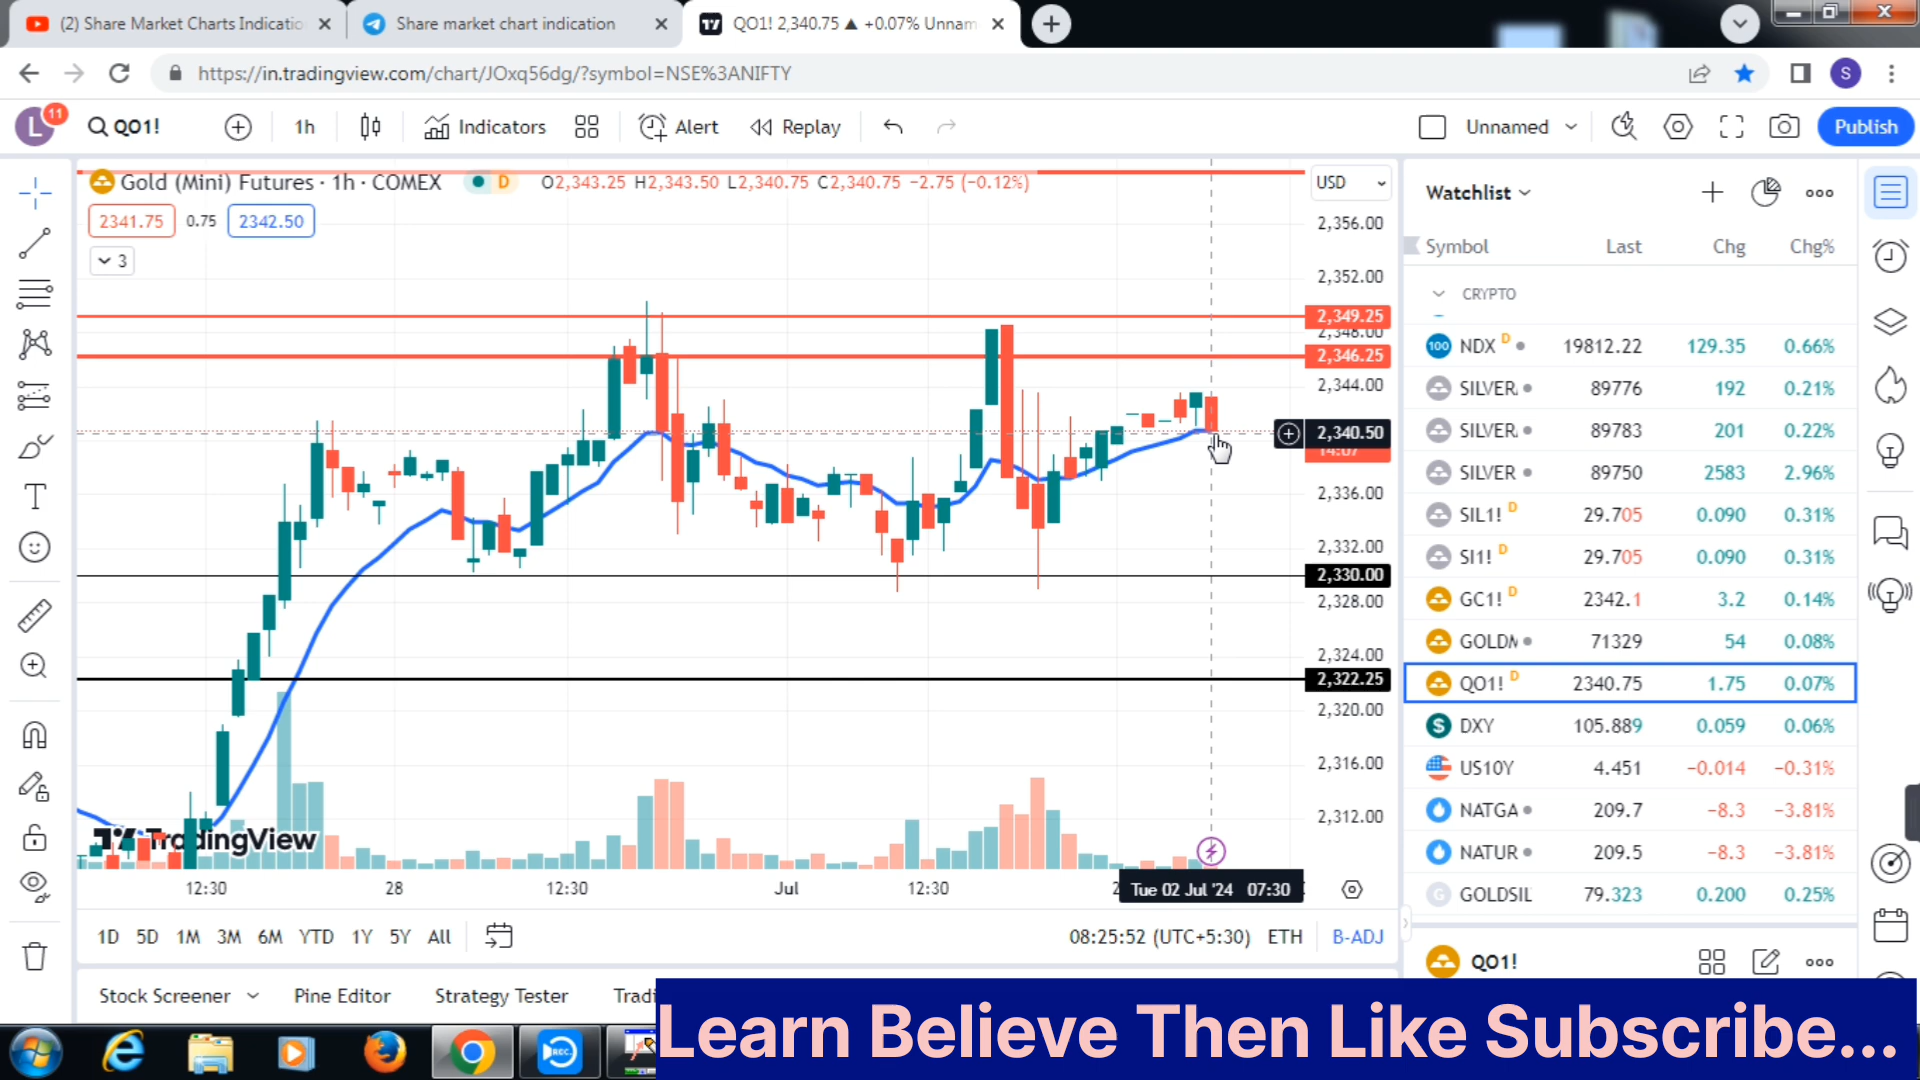 (2) Share Market Charts Indicatio
Share market chart indication
QO1! 2,340.75 ▲ +0.07% Unnam
https://in.tradingview.com/chart/JOxq56dg/?symbol=NSE%3ANIFTY
S
L 11
QO1!
1h
Indicators
Alert
Replay
Unnamed
Publish
Gold (Mini) Futures · 1h · COMEX
D
O2,343.25 H2,343.50 L2,340.75 C2,340.75 −2.75 (−0.12%)
USD
2341.75 0.75 2342.50
3
2,356.00
2,352.00
2,349.25
2,348.00
2,346.25
2,344.00
2,340.50
14:07
2,336.00
2,332.00
2,330.00
2,328.00
2,324.00
2,322.25
2,320.00
2,316.00
2,312.00
TradingView
12:30 28 12:30 Jul 12:30 2 Tue 02 Jul '24 07:30
1D 5D 1M 3M 6M YTD 1Y 5Y All
08:25:52 (UTC+5:30) ETH B-ADJ
Stock Screener Pine Editor Strategy Tester Tradi
Watchlist
Symbol Last Chg Chg%
CRYPTO
100 NDX D 19812.22 129.35 0.66%
SILVER 89776 192 0.21%
SILVER 89783 201 0.22%
SILVER 89750 2583 2.96%
SIL1! D 29.705 0.090 0.31%
SI1! D 29.705 0.090 0.31%
GC1! D 2342.1 3.2 0.14%
GOLDM 71329 54 0.08%
QO1! D 2340.75 1.75 0.07%
$ DXY 105.889 0.059 0.06%
US10Y 4.451 −0.014 −0.31%
NATGA 209.7 −8.3 −3.81%
NATUR 209.5 −8.3 −3.81%
G GOLDSIL 79.323 0.200 0.25%
QO1!
REC
Learn Believe Then Like Subscribe...